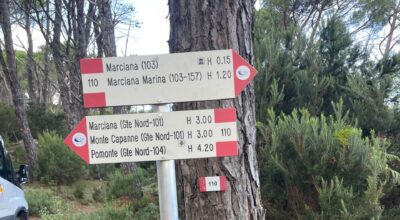 110 Marciana (103) H 0.15
Marciana Marina (103-157) H 1.20
Marciana (Gte Nord-101) H 3.00 110
Monte Capanne (Gte Nord-101) H 3.00
Pomonte (Gte Nord-104) H 4.20
110